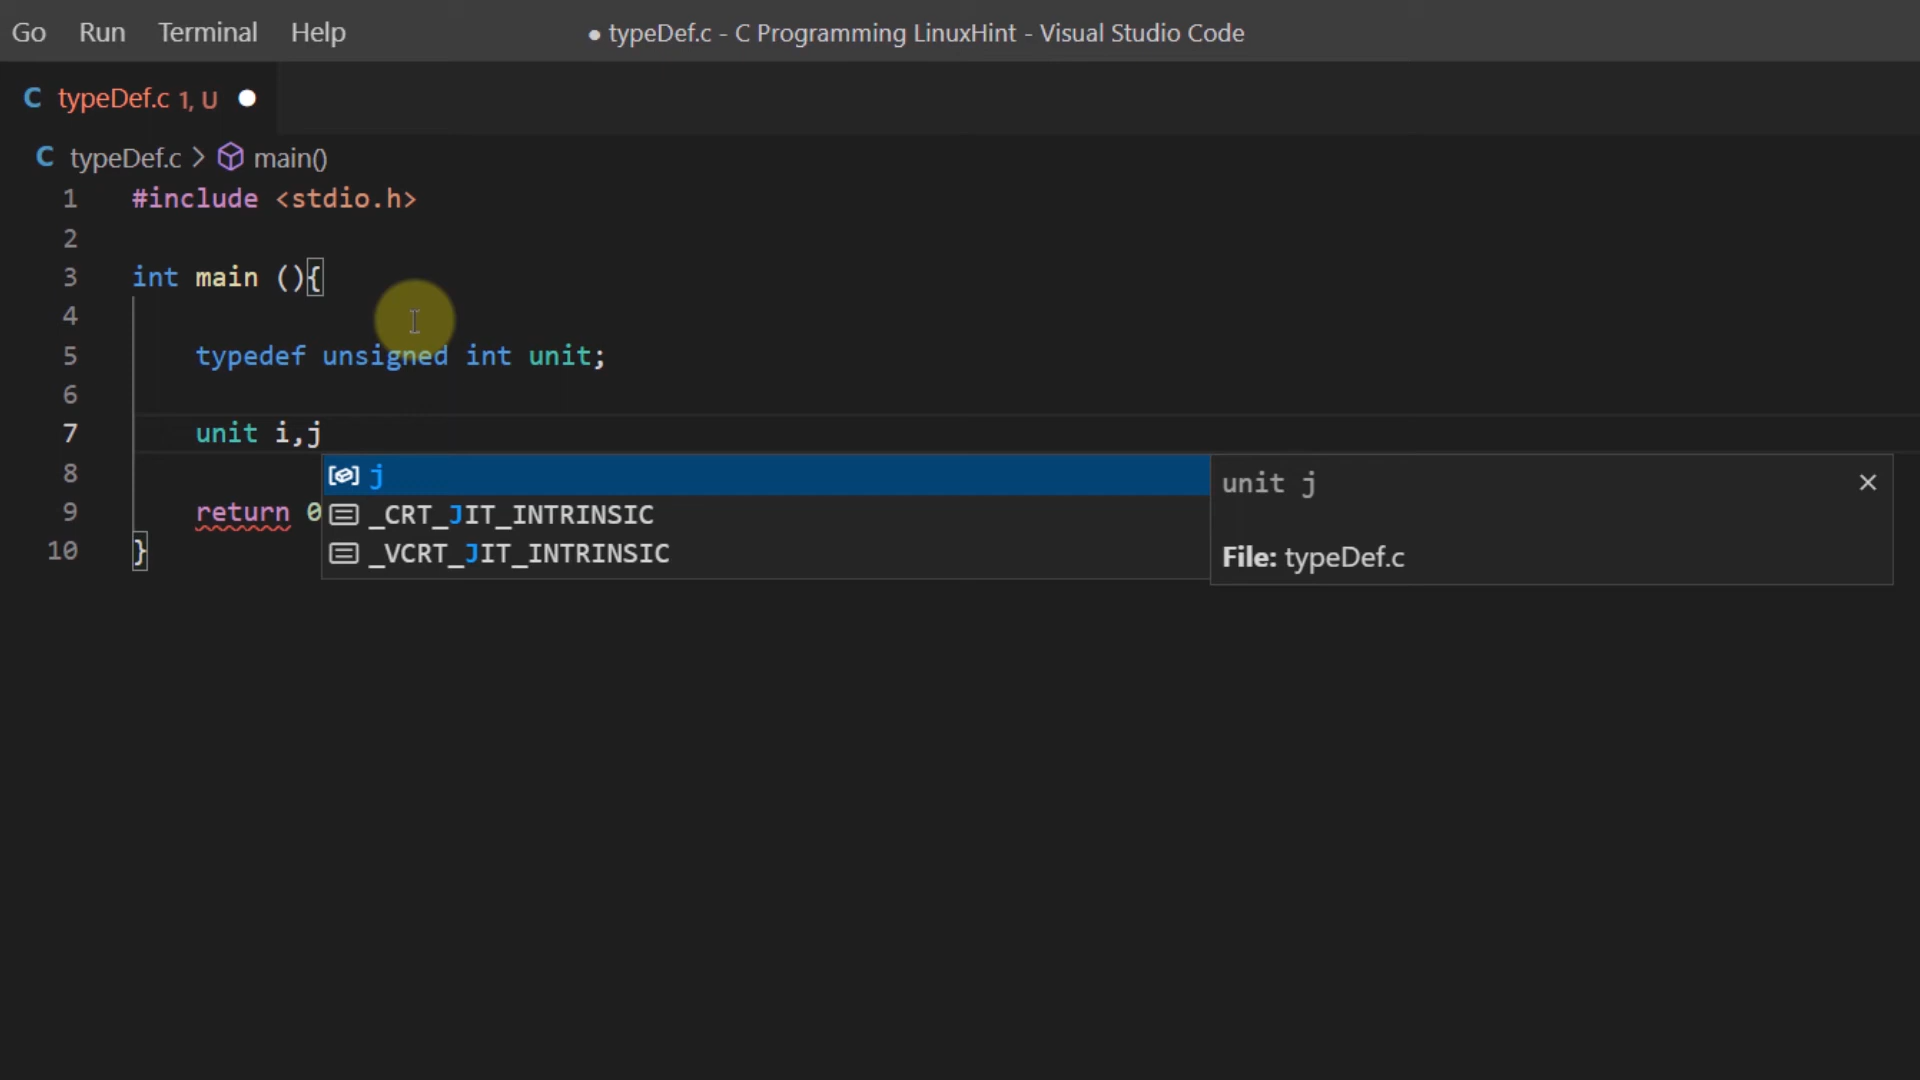 Go Run Terminal Help ● typeDef.c - C Programming LinuxHint - Visual Studio Code
C typeDef.c 1, U ●
C typeDef.c > main()
1 #include <stdio.h>
2
3 int main (){
4
5 typedef unsigned int unit;
6
7 unit i,j
j unit j ×
8
_CRT_JIT_INTRINSIC
9 return 0
_VCRT_JIT_INTRINSIC File: typeDef.c
10 }